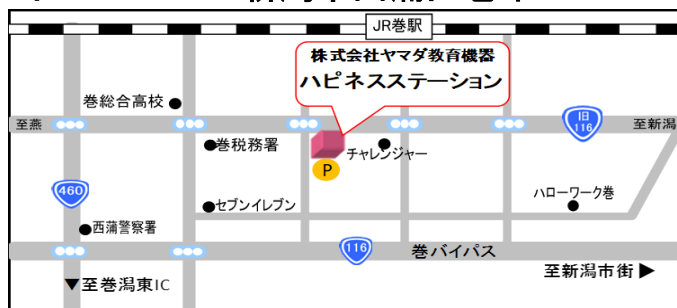 JR巻駅
株式会社ヤマダ教育機器
ハピネスステーション
巻総合高校
至燕
旧
116
至新潟
巻税務署
チャレンジャー
P
460
セブンイレブン
ハローワーク巻
西蒲警察署
116
巻バイパス
至新潟市街▶
▼至巻潟東IC